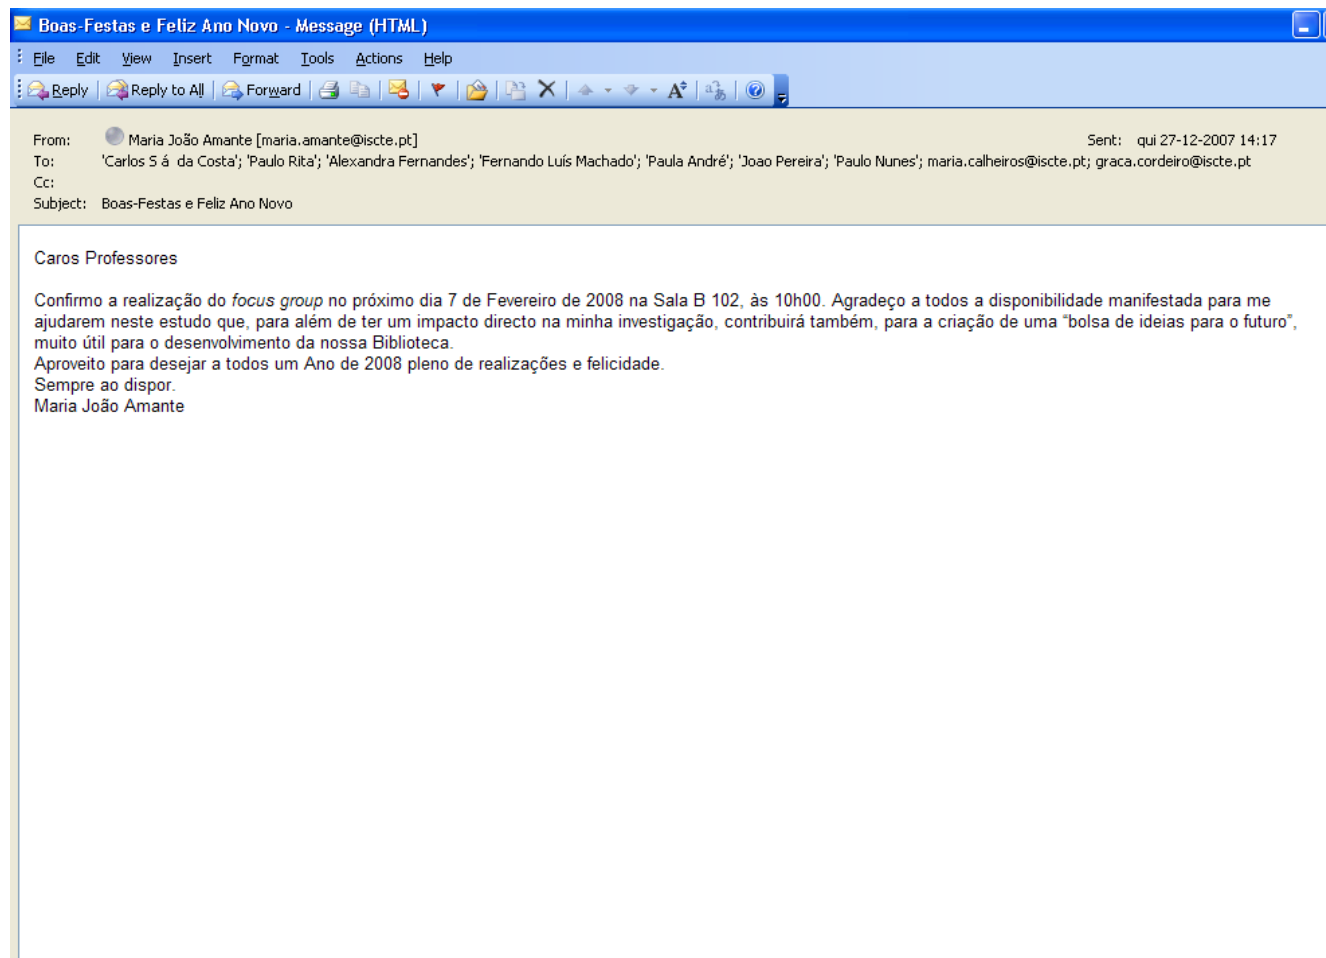 Boas-Festas e Feliz Ano Novo - Message (HTML)
File Edit View Insert Format Tools Actions Help
Reply Reply to All Forward
From: Maria João Amante [maria.amante@iscte.pt] Sent: qui 27-12-2007 14:17
To: 'Carlos S á da Costa'; 'Paulo Rita'; 'Alexandra Fernandes'; 'Fernando Luís Machado'; 'Paula André'; 'Joao Pereira'; 'Paulo Nunes'; maria.calheiros@iscte.pt; graca.cordeiro@iscte.pt
Cc:
Subject: Boas-Festas e Feliz Ano Novo
Caros Professores
Confirmo a realização do focus group no próximo dia 7 de Fevereiro de 2008 na Sala B 102, às 10h00. Agradeço a todos a disponibilidade manifestada para me
ajudarem neste estudo que, para além de ter um impacto directo na minha investigação, contribuirá também, para a criação de uma “bolsa de ideias para o futuro”,
muito útil para o desenvolvimento da nossa Biblioteca.
Aproveito para desejar a todos um Ano de 2008 pleno de realizações e felicidade.
Sempre ao dispor.
Maria João Amante